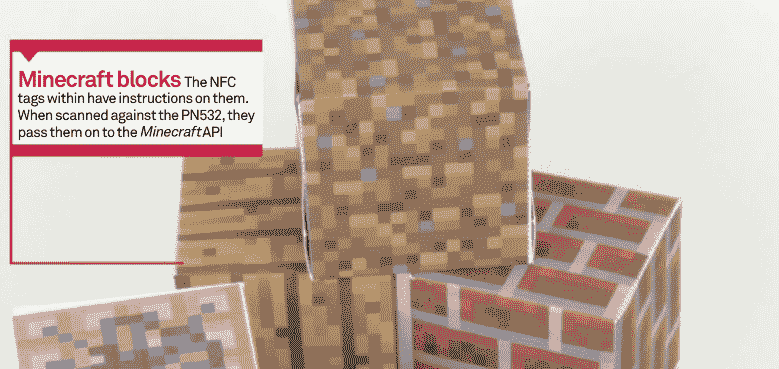 Minecraft blocks The NFC
tags within have instructions on them.
When scanned against the PN532, they
pass them on to the Minecraft API